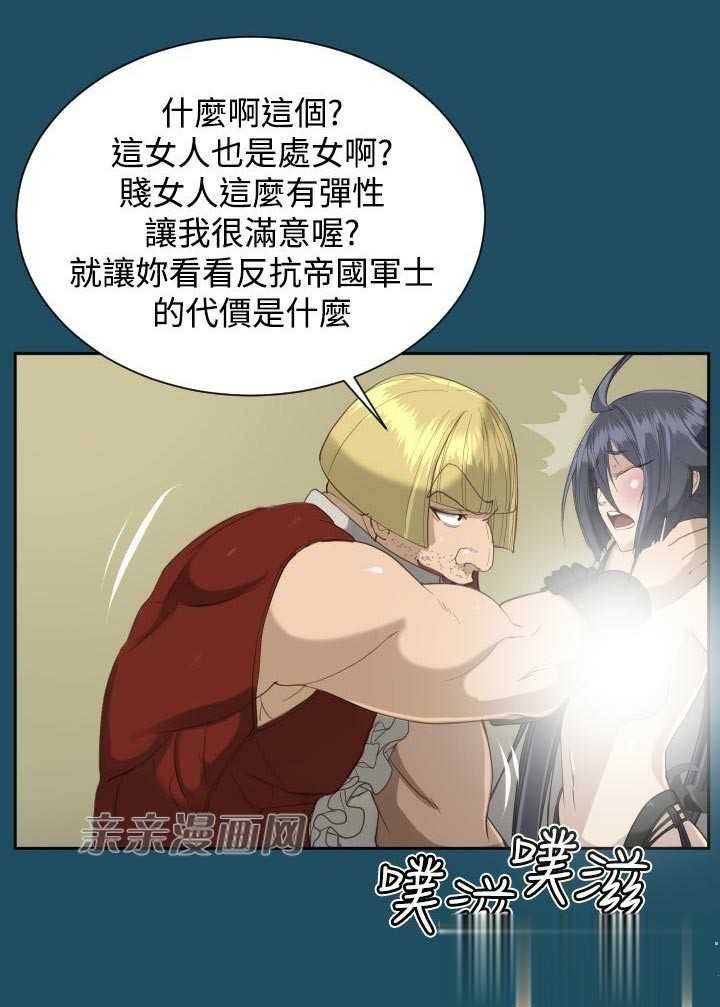 什麼啊這個?
這女人也是處女啊?
賤女人這麼有彈性
讓我很滿意喔?
就讓妳看看反抗帝國軍士
的代價是什麼
亲亲漫画网
噗滋 噗滋